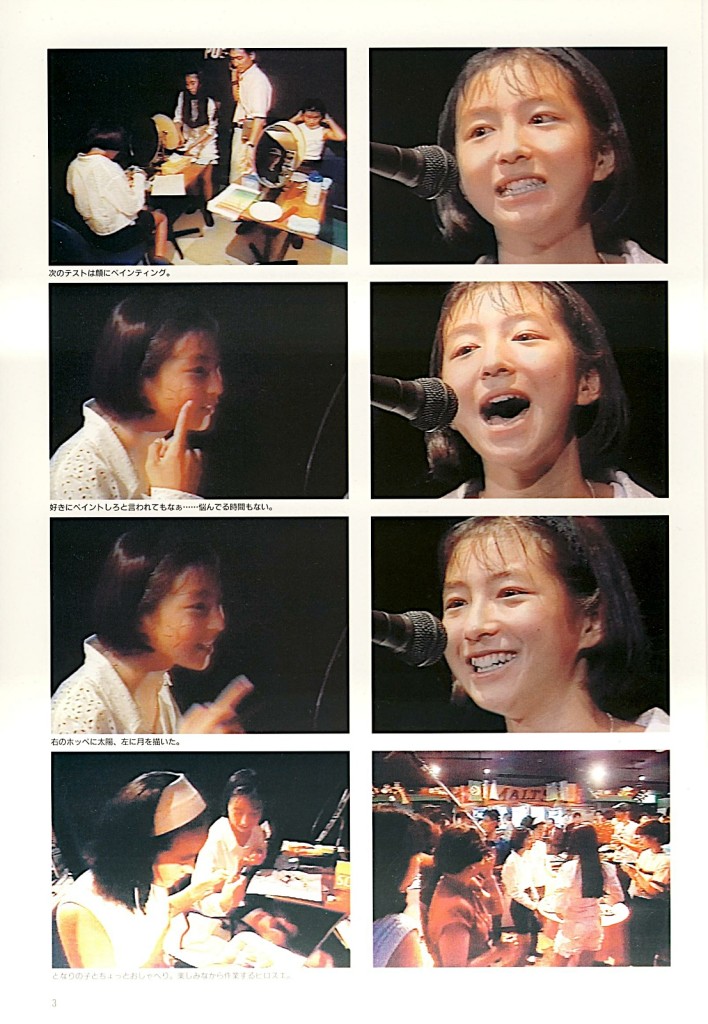 次のテストは顔にペインティング。
好きにペイントしろと言われてもなぁ……悩んでる時間もない。
右のホッペに太陽、左に月を描いた。
となりの子とちょっとおしゃべり。楽しみながら作業するヒロスエ。
MALTS
3